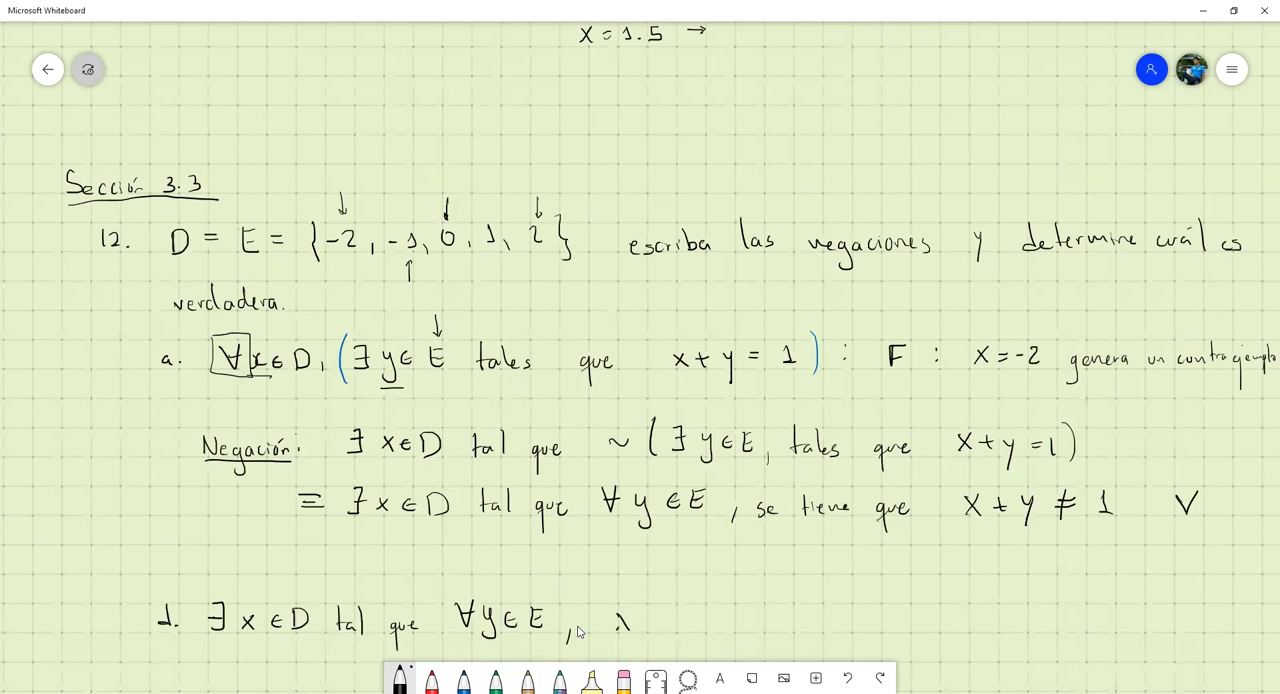 Microsoft Whiteboard
x = 1.5 →
Sección 3.3
12. D = E = {-2, -1, 0, 1, 2} escriba las negaciones y determine cuál es
verdadera.
a. ∀x∈D, (∃ y∈ E tales que x + y = 1) : F : x = -2 genera un contraejemplo
Negación: ∃ x∈D tal que ~ (∃ y∈E, tales que x+y =1)
≡ ∃ x∈D tal que ∀ y∈E, se tiene que x + y ≠ 1 V
d. ∃ x∈D tal que ∀y∈E,
A